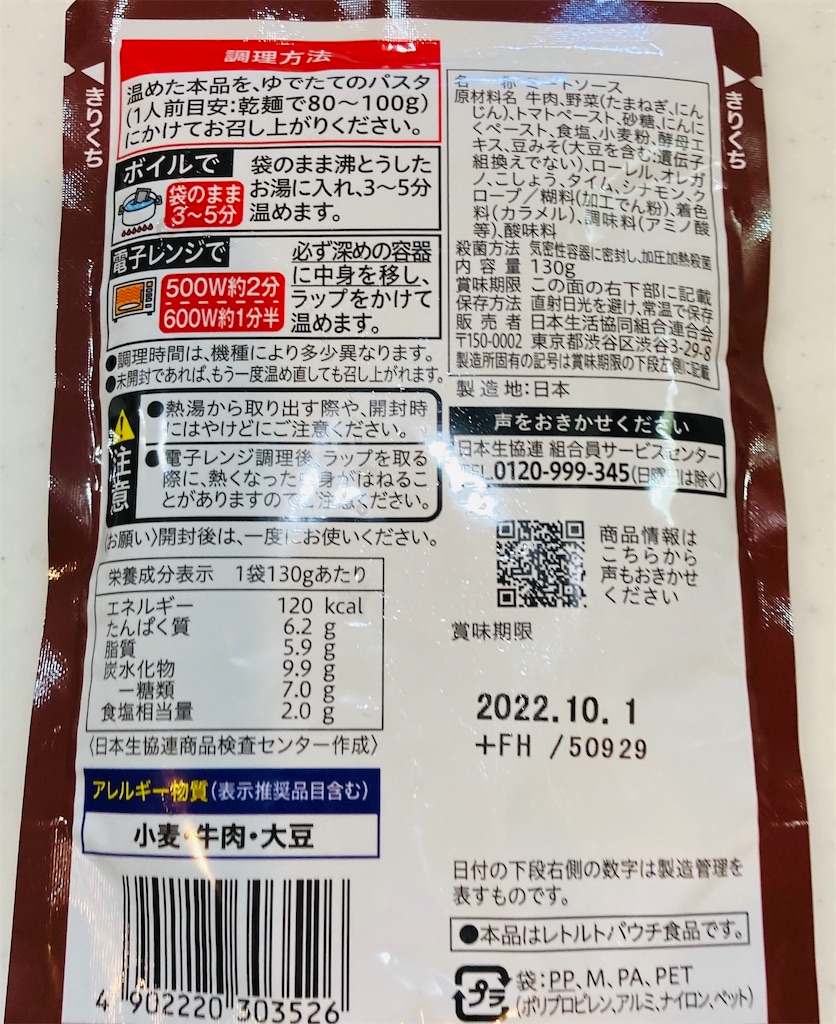 きりくち
調理方法
温めた本品を、ゆでたてのパスタ
(1人前目安:乾麺で80〜100g)
にかけてお召し上がりください。
ボイルで
袋のまま
3〜5分
袋のまま沸とうした
お湯に入れ、3〜5分
温めます。
電子レンジで
500W約2分
600W約1分半
必ず深めの容器
に中身を移し、
ラップをかけて
温めます。
●調理時間は、機種により多少異なります。
●未開封であれば、もう一度温め直しても召し上がれます。
注意
●熱湯から取り出す際や、開封時
にはやけどにご注意ください。
●電子レンジ調理後、ラップを取る
際に、熱くなった中身がはねるこ
とがありますのでご注意ください。
〈お願い〉開封後は、一度にお使いください。
栄養成分表示 1袋130gあたり
エネルギー 120 kcal
たんぱく質 6.2 g
脂質 5.9 g
炭水化物 9.9 g
ー糖類 7.0 g
食塩相当量 2.0 g
〈日本生協連商品検査センター作成〉
アレルギー物質(表示推奨品目含む)
小麦・牛肉・大豆
4 902220 303526
きりくち
名称 ミートソース
原材料名 牛肉、野菜(たまねぎ、にん
じん)、トマトペースト、砂糖、にんに
くペースト、食塩、小麦粉、酵母エ
キス、豆みそ(大豆を含む:遺伝子
組換えでない)、ローレル、オレガ
ノ、こしょう、タイム、シナモン、ク
ローブ/糊料(加工でん粉)、着色
料(カラメル)、調味料(アミノ酸
等)、酸味料
殺菌方法 気密性容器に密封し、加圧加熱殺菌
内容量 130g
賞味期限 この面の右下部に記載
保存方法 直射日光を避け、常温で保存
販売者 日本生活協同組合連合会
〒150-0002 東京都渋谷区渋谷3-29-8
製造所固有の記号は賞味期限の下段左側に記載
製造地:日本
声をおきかせください
日本生協連 組合員サービスセンター
TEL 0120-999-345(日曜日は除く)
商品情報は
こちらから
声もおきかせ
ください
賞味期限
2022.10.1
+FH /50929
日付の下段右側の数字は製造管理を
表すものです。
●本品はレトルトパウチ食品です。
プラ
袋:PP、M、PA、PET
(ポリプロピレン、アルミ、ナイロン、ペット)